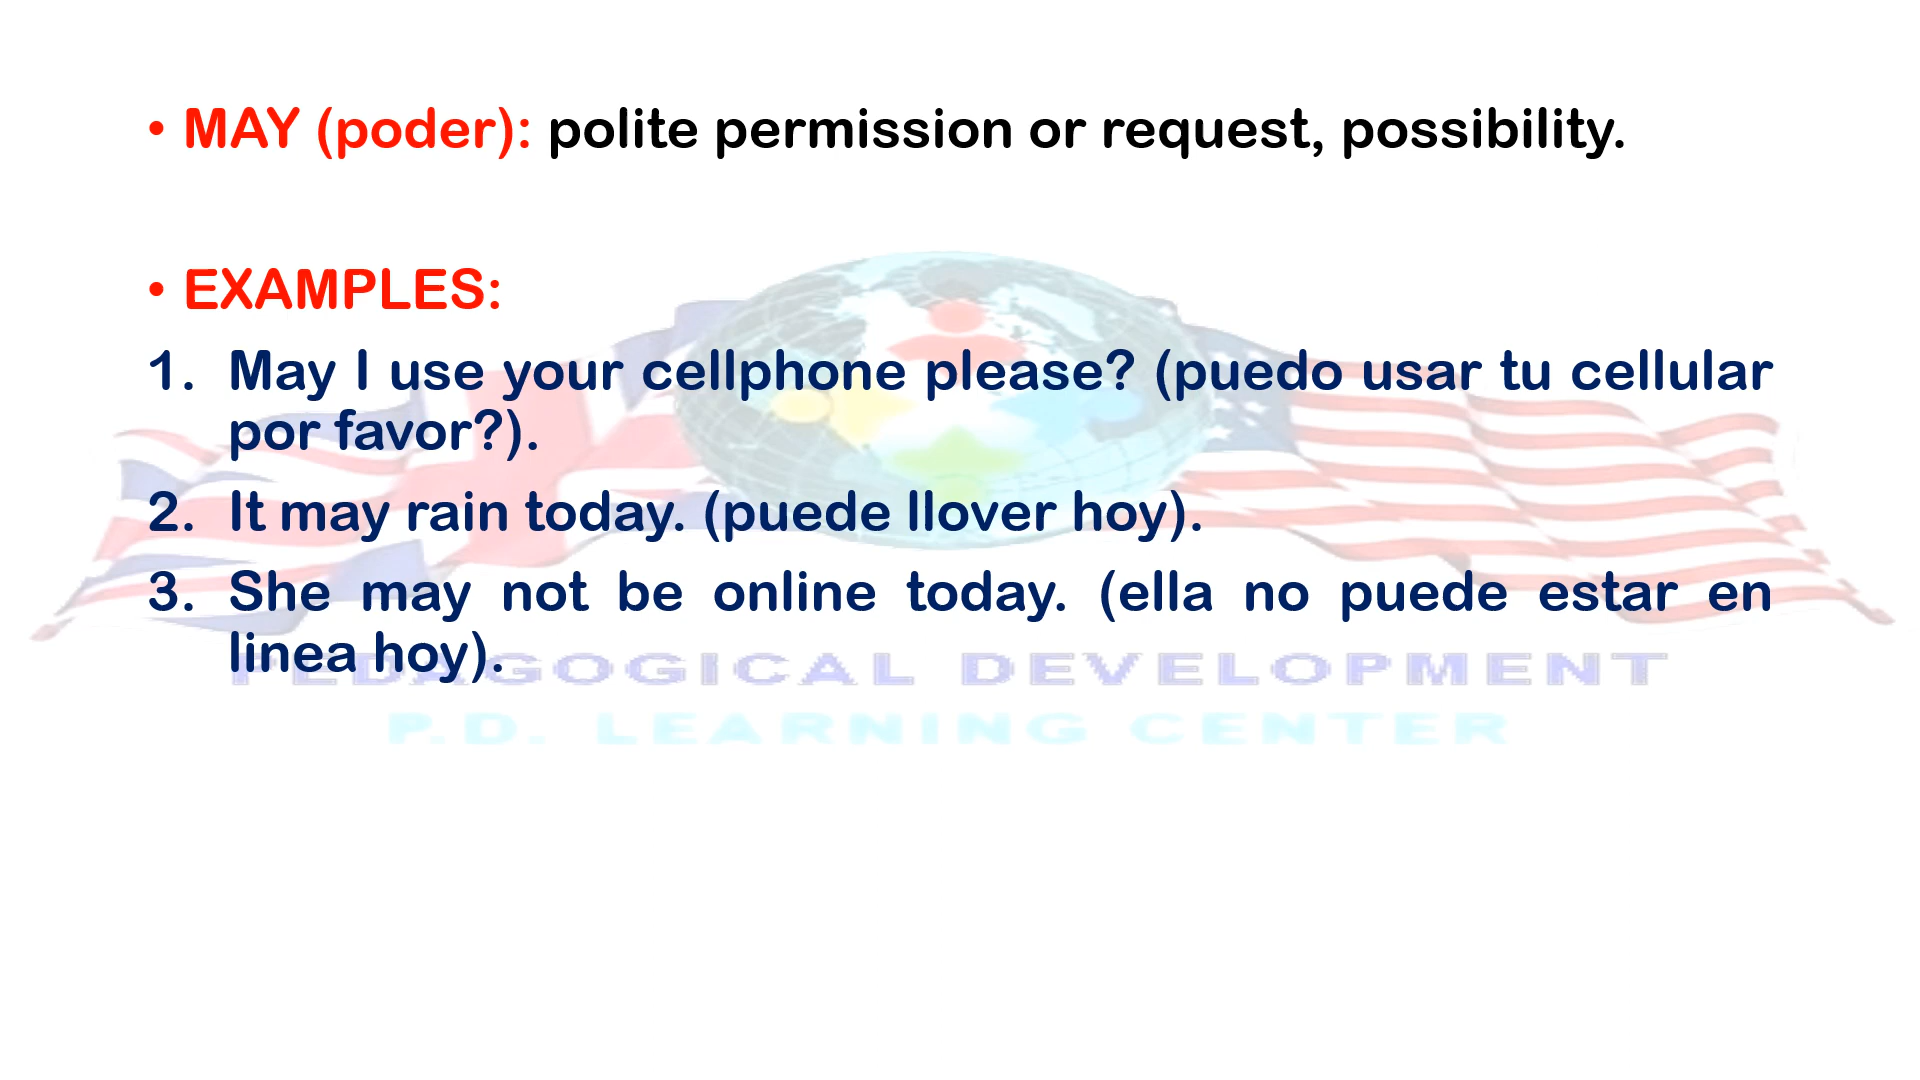 • MAY (poder): polite permission or request, possibility.
• EXAMPLES:
1. May I use your cellphone please? (puedo usar tu cellular
por favor?).
2. It may rain today. (puede llover hoy).
3. She may not be online today. (ella no puede estar en
linea hoy).
PEDAGOGICAL DEVELOPMENT
P.D. LEARNING CENTER